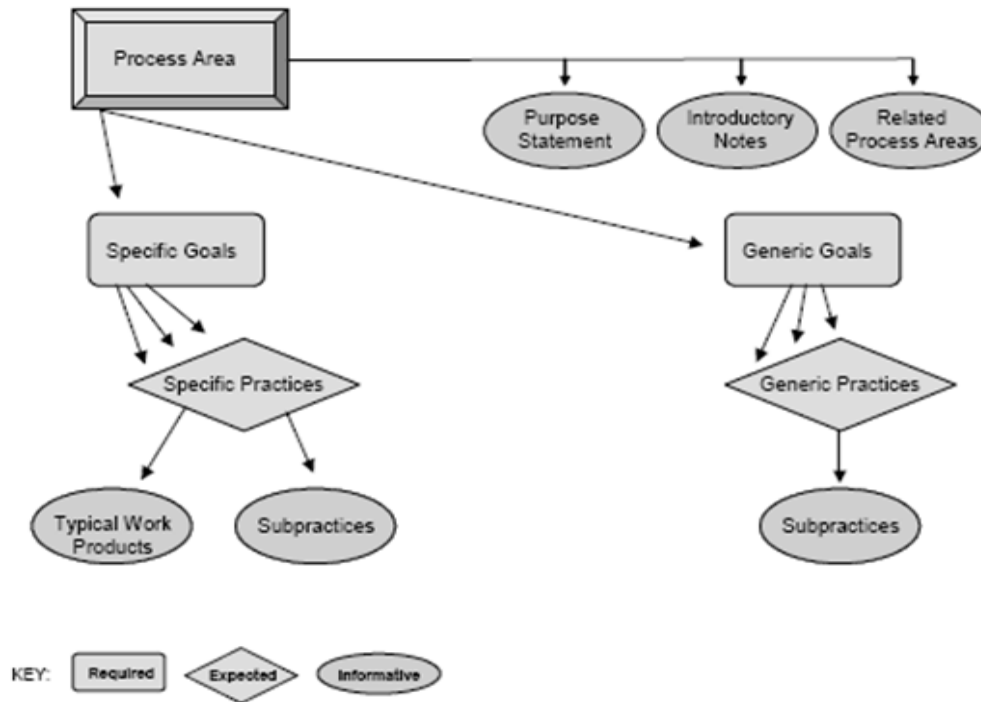 Process Area
Purpose
Statement
Introductory
Notes
Related
Process Areas
Specific Goals
Generic Goals
Specific Practices
Generic Practices
Typical Work
Products
Subpractices
Subpractices
KEY:
Required
Expected
Informative